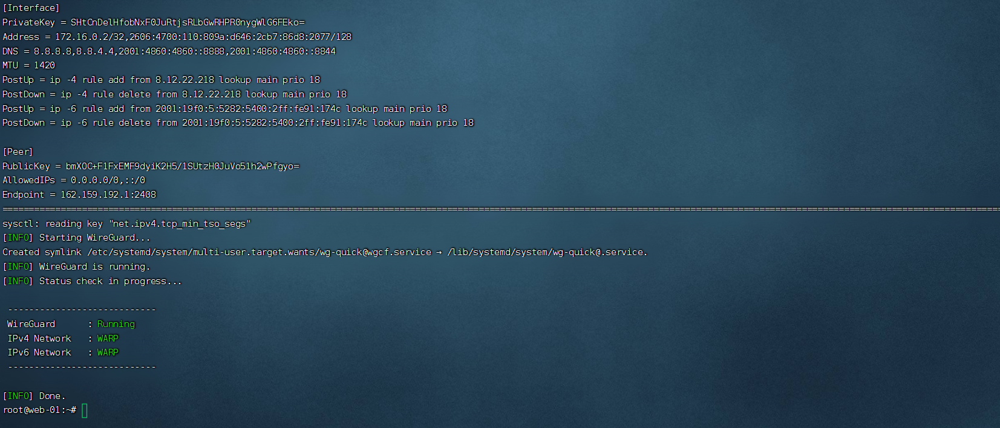 [Interface]
PrivateKey = SHtCnDelHfobNxF0JuRtjsRLbGwRHPR0nygWlG6FEko=
Address = 172.16.0.2/32,2606:4700:110:809a:d646:2cb7:86d8:2077/128
DNS = 8.8.8.8,8.8.4.4,2001:4860:4860::8888,2001:4860:4860::8844
MTU = 1420
PostUp = ip -4 rule add from 8.12.22.218 lookup main prio 18
PostDown = ip -4 rule delete from 8.12.22.218 lookup main prio 18
PostUp = ip -6 rule add from 2001:19f0:5:5282:5400:2ff:fe91:174c lookup main prio 18
PostDown = ip -6 rule delete from 2001:19f0:5:5282:5400:2ff:fe91:174c lookup main prio 18
[Peer]
PublicKey = bmXOC+F1FxEMF9dyiK2H5/1SUtzH0JuVo51h2wPfgyo=
AllowedIPs = 0.0.0.0/0,::/0
Endpoint = 162.159.192.1:2408
sysctl: reading key "net.ipv4.tcp_min_tso_segs"
[INFO] Starting WireGuard...
Created symlink /etc/systemd/system/multi-user.target.wants/wg-quick@wgcf.service → /lib/systemd/system/wg-quick@.service.
[INFO] WireGuard is running.
[INFO] Status check in progress...
----------------------------
WireGuard : Running
IPv4 Network : WARP
IPv6 Network : WARP
----------------------------
[INFO] Done.
root@web-01:~#